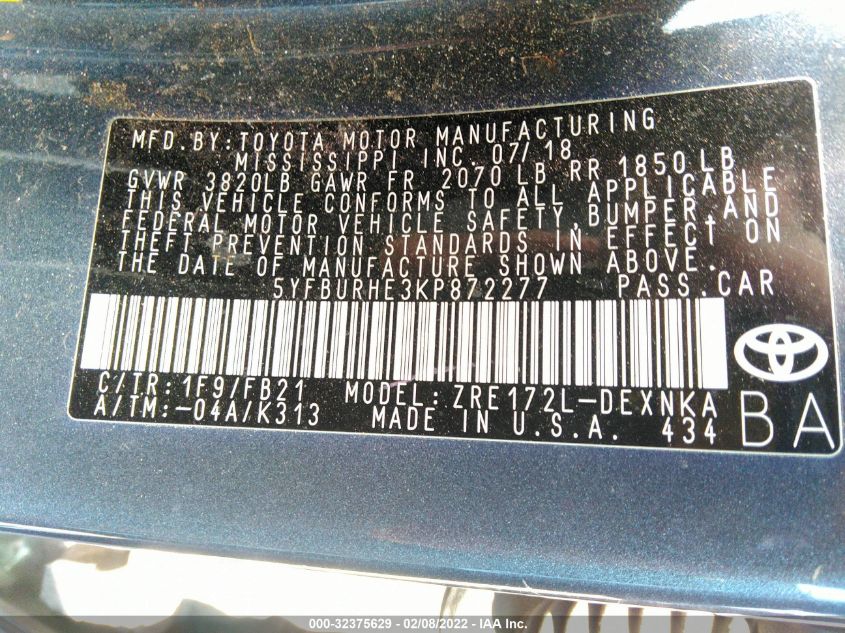 MFD.BY:TOYOTA MOTOR MANUFACTURING
MISSISSIPPI INC. 07/18
GVWR 3820LB GAWR FR 2070 LB RR 1850 LB
THIS VEHICLE CONFORMS TO ALL APPLICABLE
FEDERAL MOTOR VEHICLE SAFETY,BUMPER,AND
THEFT PREVENTION STANDARDS IN EFFECT ON
THE DATE OF MANUFACTURE SHOWN ABOVE.
5YFBURHE3KP872277 PASS.CAR
C/TR:1F9/FB21 MODEL:ZRE172L-DEXNKA
A/TM:-04A/K313 MADE IN U.S.A. 434
BA
000-32375629 - 02/08/2022 - IAA Inc.